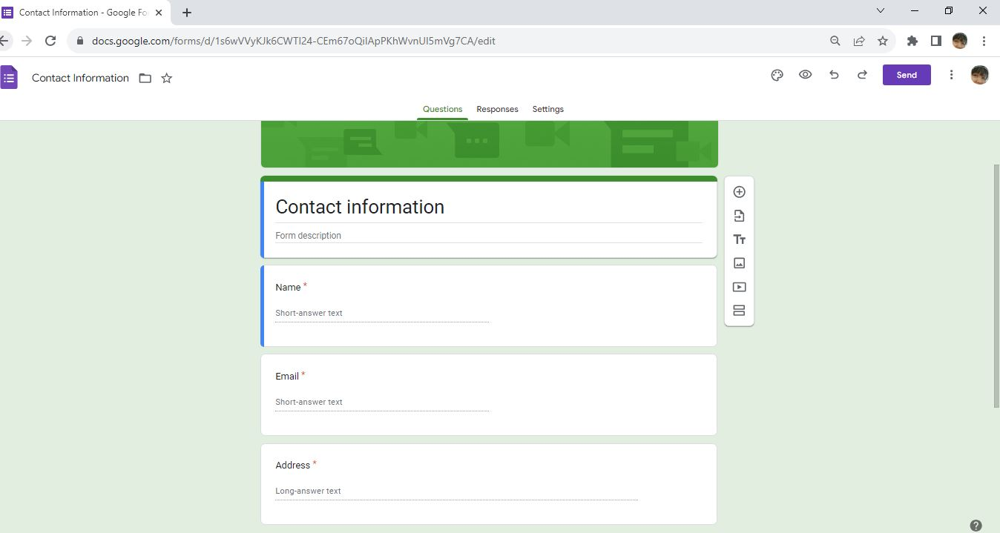 Contact Information - Google Fo
docs.google.com/forms/d/1s6wVVyKJk6CWTI24-CEm67oQiIApPKhWvnUI5mVg7CA/edit
Contact Information
Send
Questions Responses Settings
Contact information
Form description
Name *
Short-answer text
Email *
Short-answer text
Address *
Long-answer text